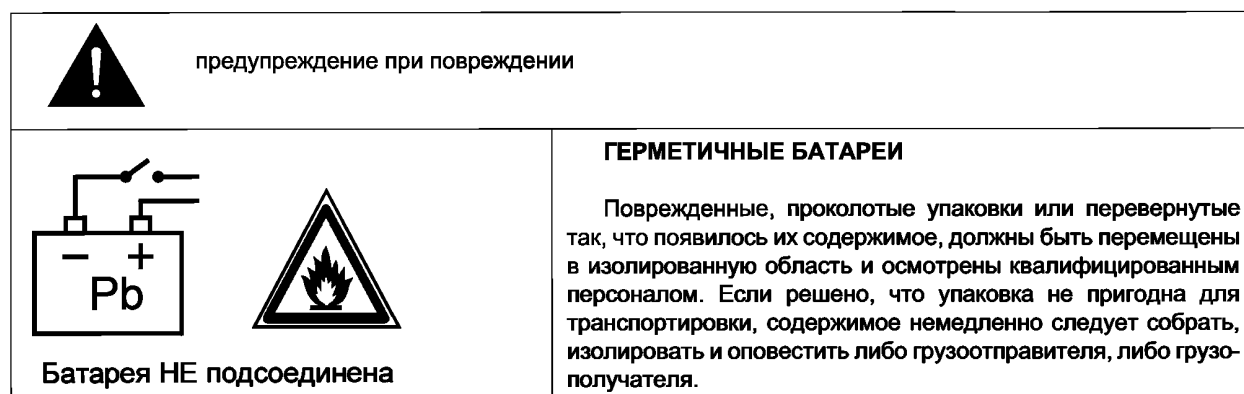 предупреждение при повреждении
− +
Pb
Батарея НЕ подсоединена
ГЕРМЕТИЧНЫЕ БАТАРЕИ
Поврежденные, проколотые упаковки или перевернутые
так, что появилось их содержимое, должны быть перемещены
в изолированную область и осмотрены квалифицированным
персоналом. Если решено, что упаковка не пригодна для
транспортировки, содержимое немедленно следует собрать,
изолировать и оповестить либо грузоотправителя, либо грузо-
получателя.